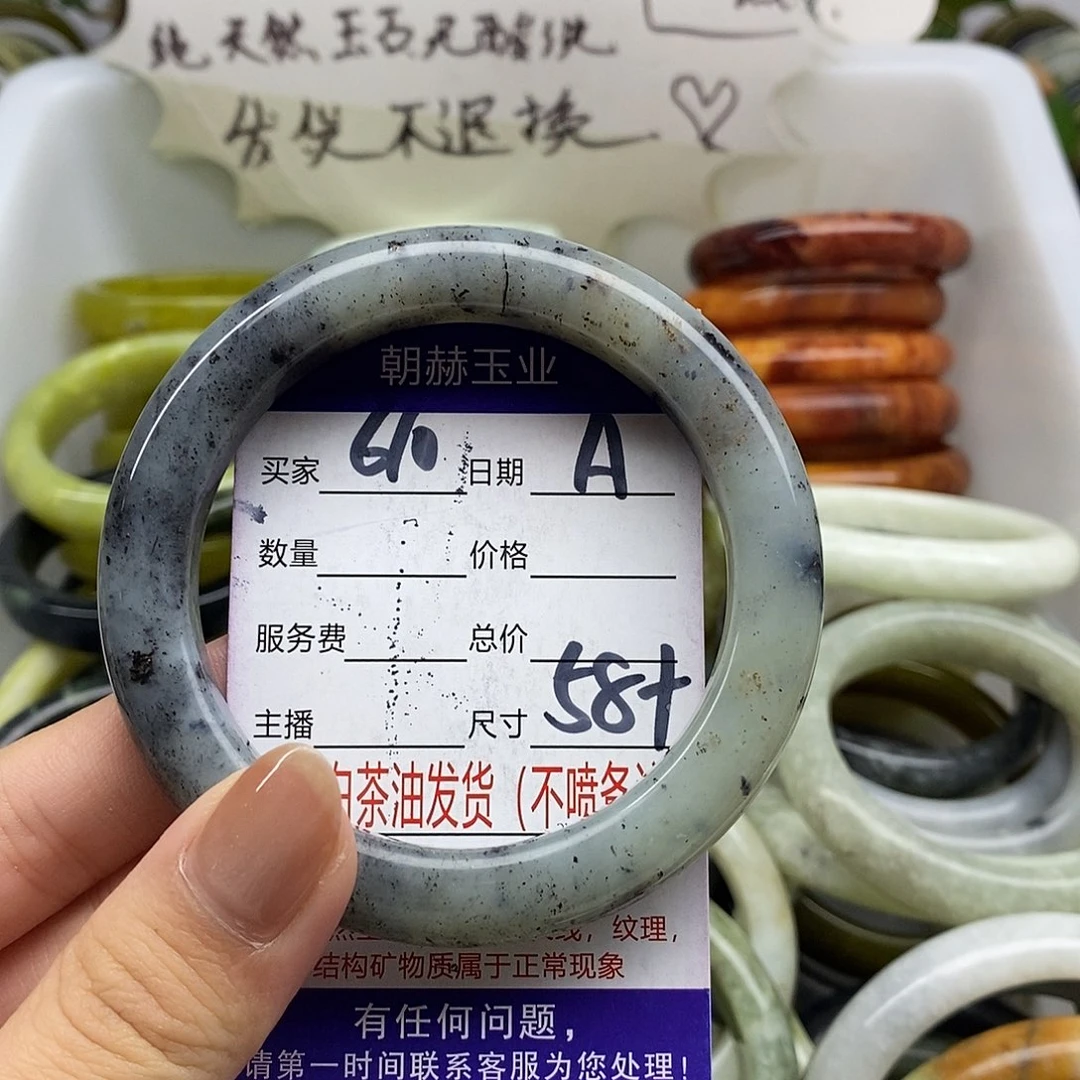 纯天然玉石无酸洗
售出不退换
朝赫玉业
买家 日期 A
数量 价格
服务费 总价
主播 尺寸 58+
白茶油发货（不喷备
纹理，
结构矿物质属于正常现象
有任何问题，
请第一时间联系客服为您处理！